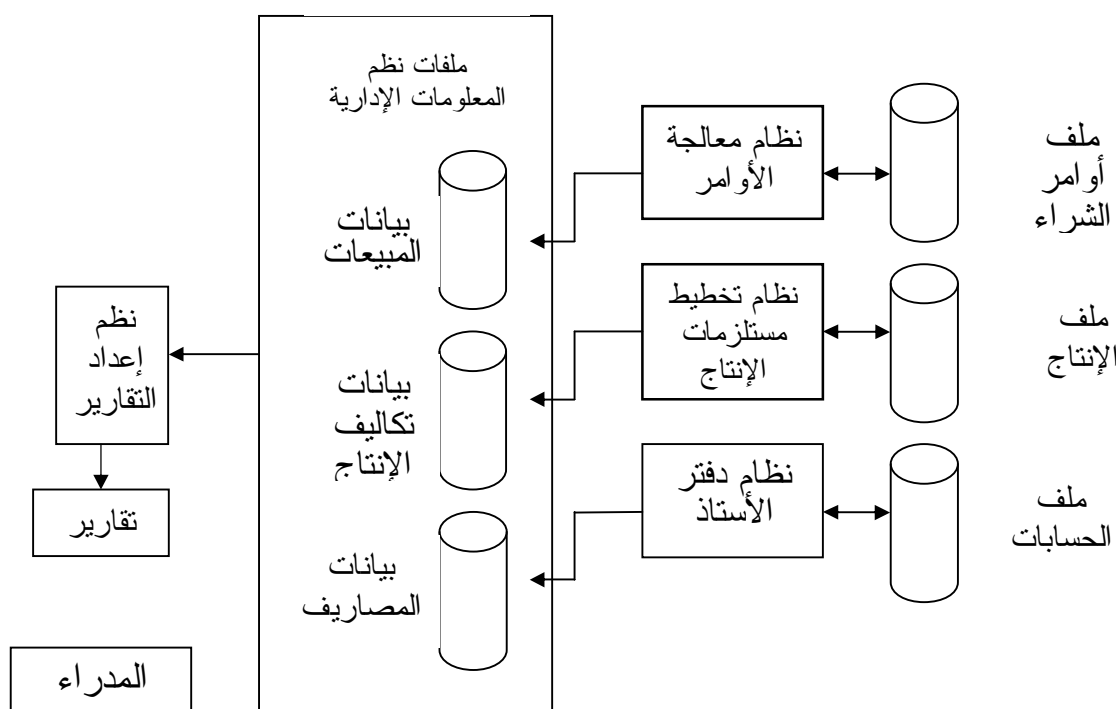 ملف
أوامر
الشراء
نظام معالجة
الأوامر
ملفات نظم
المعلومات الإدارية
بيانات
المبيعات
ملف
الإنتاج
نظام تخطيط
مستلزمات
الإنتاج
بيانات
تكاليف
الإنتاج
نظم
إعداد
التقارير
ملف
الحسابات
نظام دفتر
الأستاذ
بيانات
المصاريف
تقارير
المدراء